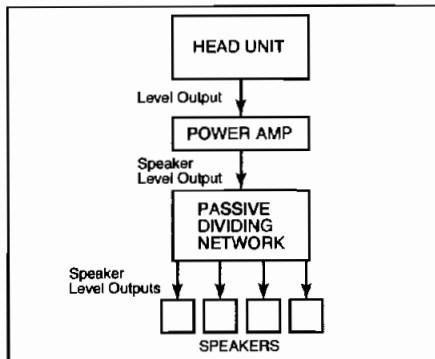 HEAD UNIT
Level Output
POWER AMP
Speaker
Level Output
PASSIVE
DIVIDING
NETWORK
Speaker
Level Outputs
SPEAKERS